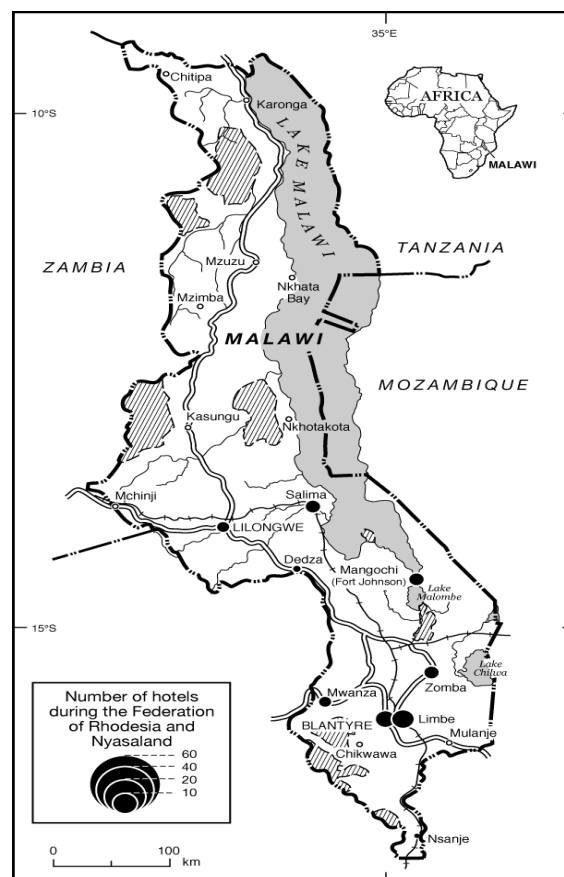 35°E
Chitipa
10°S
Karonga
AFRICA
MALAWI
LAKE MALAWI
TANZANIA
ZAMBIA
Mzuzu
Nkhata
Bay
Mzimba
MALAWI
MOZAMBIQUE
Kasungu
Nkhotakota
Mchinji
Salima
LILONGWE
Dedza
Mangochi
(Fort Johnson)
Lake
Malombe
15°S
Lake
Chilwa
Zomba
Mwanza
BLANTYRE
Limbe
Mulanje
Chikwawa
Number of hotels
during the Federation
of Rhodesia and
Nyasaland
60
40
20
10
Nsanje
0
100
km